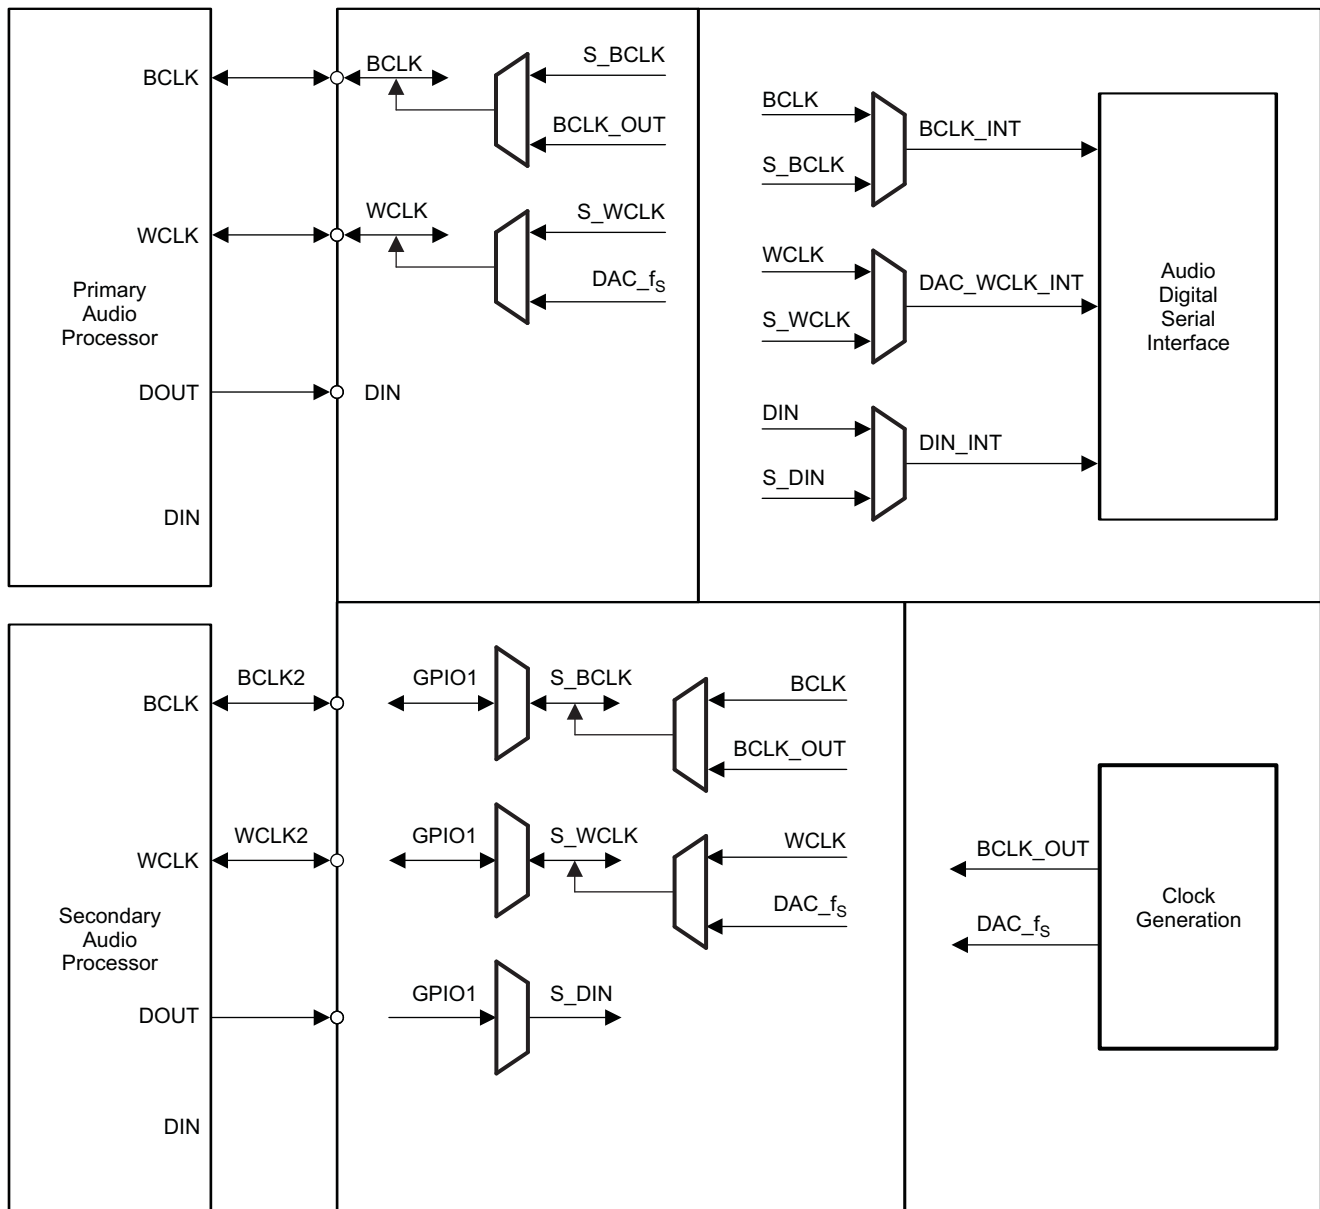 BCLK
WCLK
Primary
Audio
Processor
DOUT
DIN
BCLK
S_BCLK
BCLK_OUT
WCLK
S_WCLK
DAC_fS
DIN
BCLK
S_BCLK
BCLK_INT
WCLK
S_WCLK
DAC_WCLK_INT
DIN
S_DIN
DIN_INT
Audio
Digital
Serial
Interface
BCLK
BCLK2
WCLK
WCLK2
Secondary
Audio
Processor
DOUT
DIN
GPIO1
S_BCLK
BCLK
BCLK_OUT
GPIO1
S_WCLK
WCLK
DAC_fS
GPIO1
S_DIN
BCLK_OUT
DAC_fS
Clock
Generation